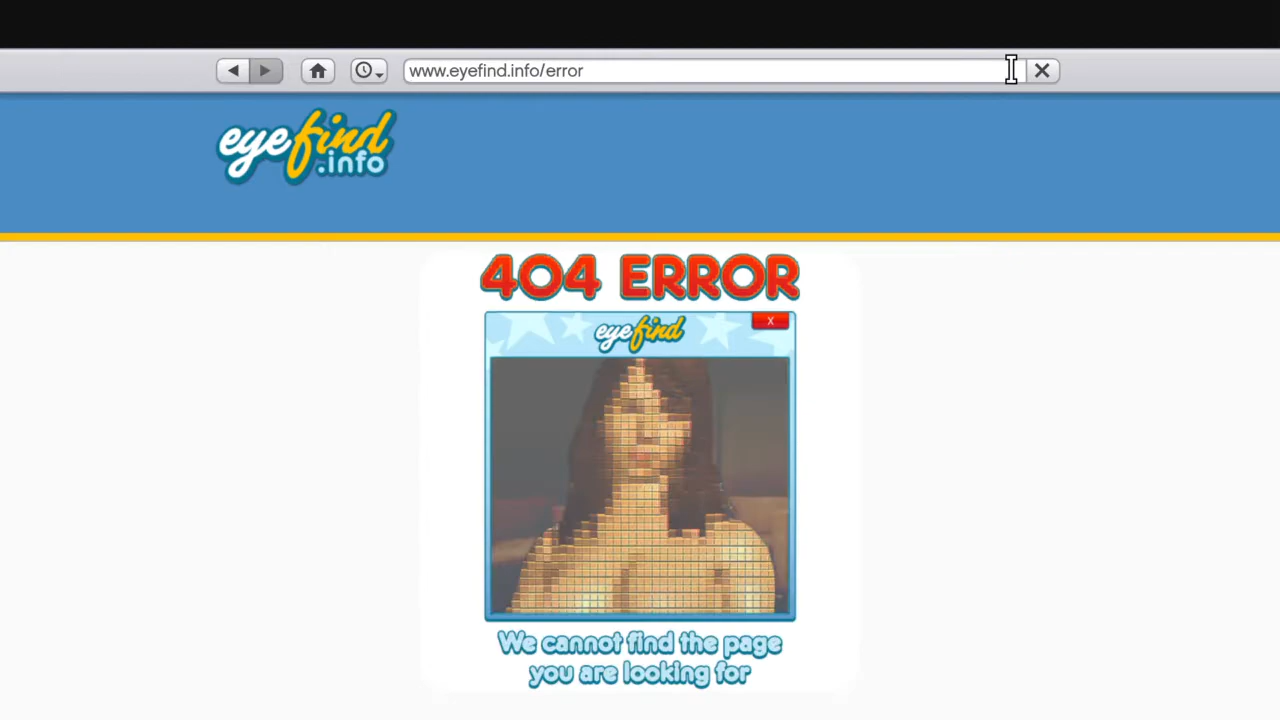 www.eyefind.info/error
eyefind
.info
404 ERROR
X
eyefind
We cannot find the page
you are looking for